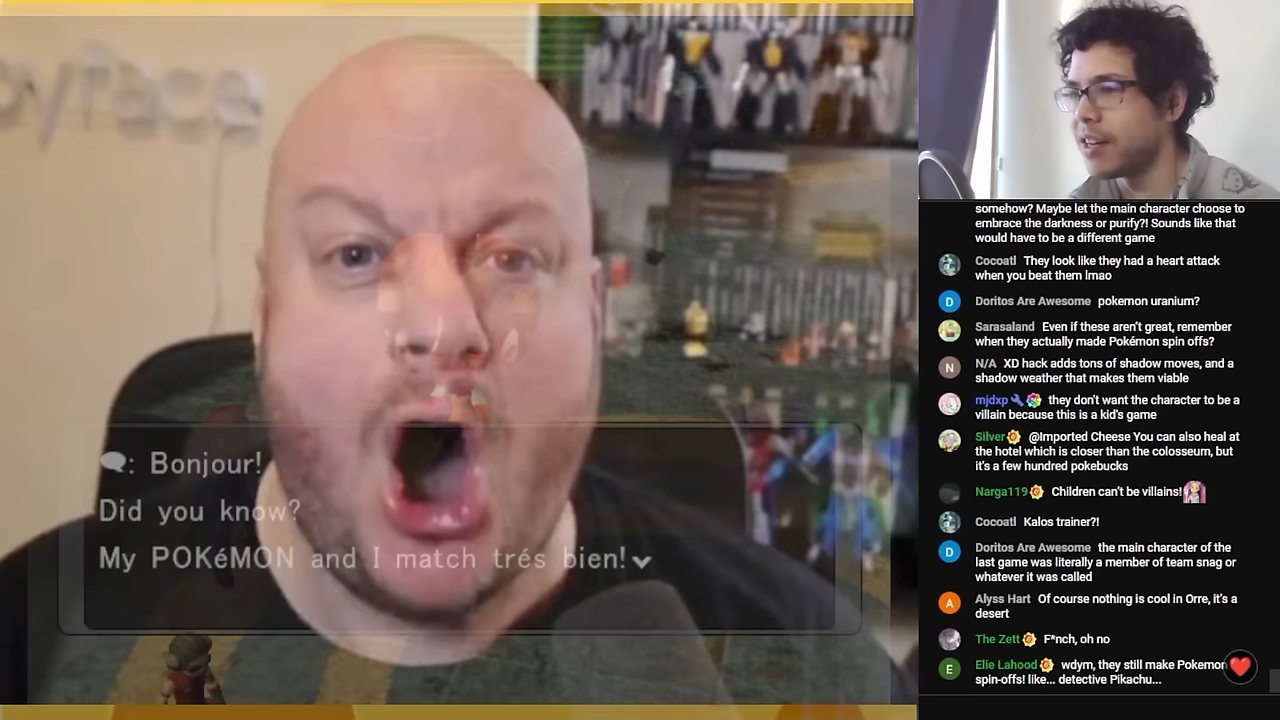 yface
: Bonjour!
Did you know?
My POKéMON and I match trés bien!
somehow? Maybe let the main character choose to
embrace the darkness or purify?! Sounds like that
would have to be a different game
Cocoatl They look like they had a heart attack
when you beat them lmao
D Doritos Are Awesome pokemon uranium?
Sarasaland Even if these aren't great, remember
when they actually made Pokémon spin offs?
N N/A XD hack adds tons of shadow moves, and a
shadow weather that makes them viable
mjdxp they don't want the character to be a
villain because this is a kid's game
Silver @Imported Cheese You can also heal at
the hotel which is closer than the colosseum, but
it's a few hundred pokebucks
Narga119 Children can't be villains!
Cocoatl Kalos trainer?!
D Doritos Are Awesome the main character of the
last game was literally a member of team snag or
whatever it was called
A Alyss Hart Of course nothing is cool in Orre, it's a
desert
The Zett F*nch, oh no
E Elie Lahood wdym, they still make Pokemon
spin-offs! like... detective Pikachu...